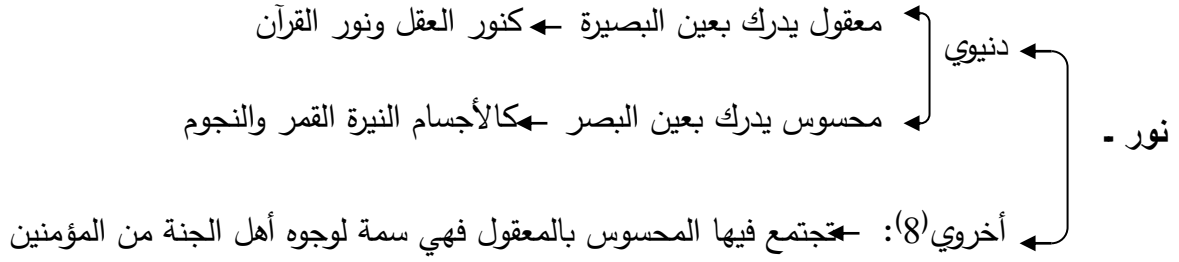 معقول يدرك بعين البصيرة ← كنور العقل ونور القرآن
دنيوي
محسوس يدرك بعين البصر ← كالأجسام النيرة القمر والنجوم
نور -
أخروي(8): ← تجتمع فيها المحسوس بالمعقول فهي سمة لوجوه أهل الجنة من المؤمنين